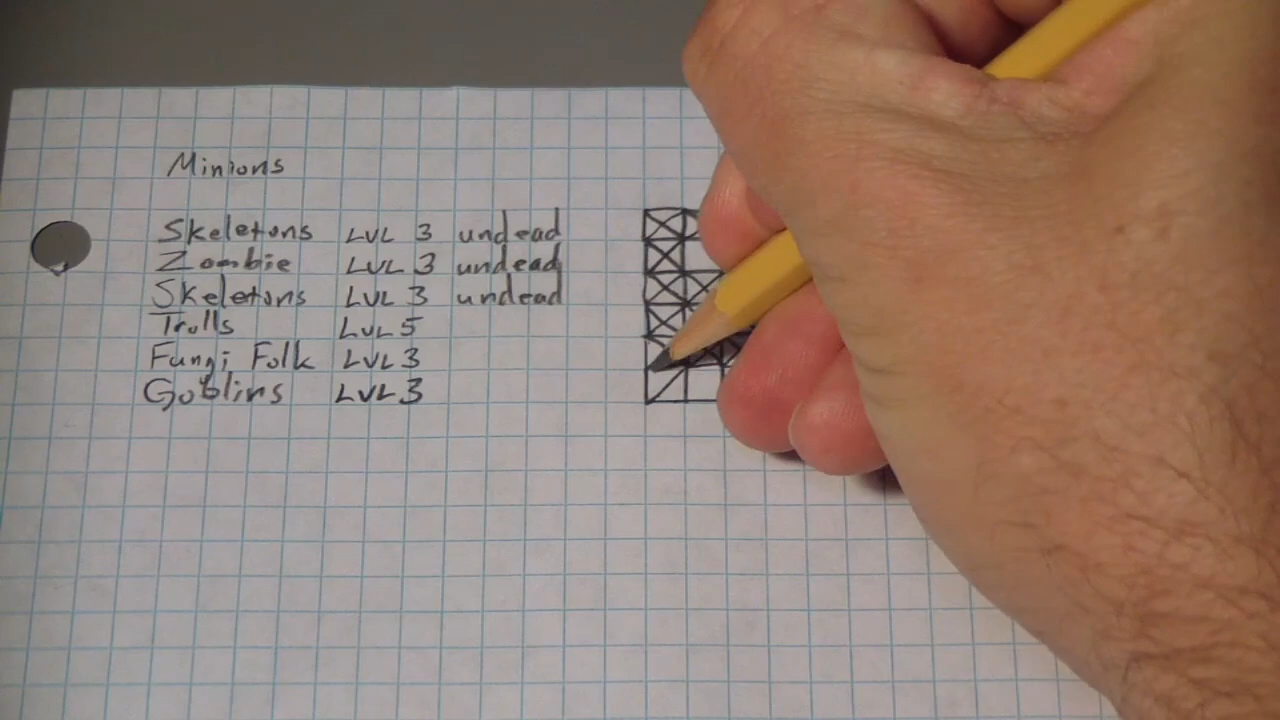 Minions
Skeletons LVL 3 undead
Zombie LVL 3 undead
Skeletons LVL 3 undead
Trolls LVL 5
Fungi Folk LVL 3
Goblins LVL 3